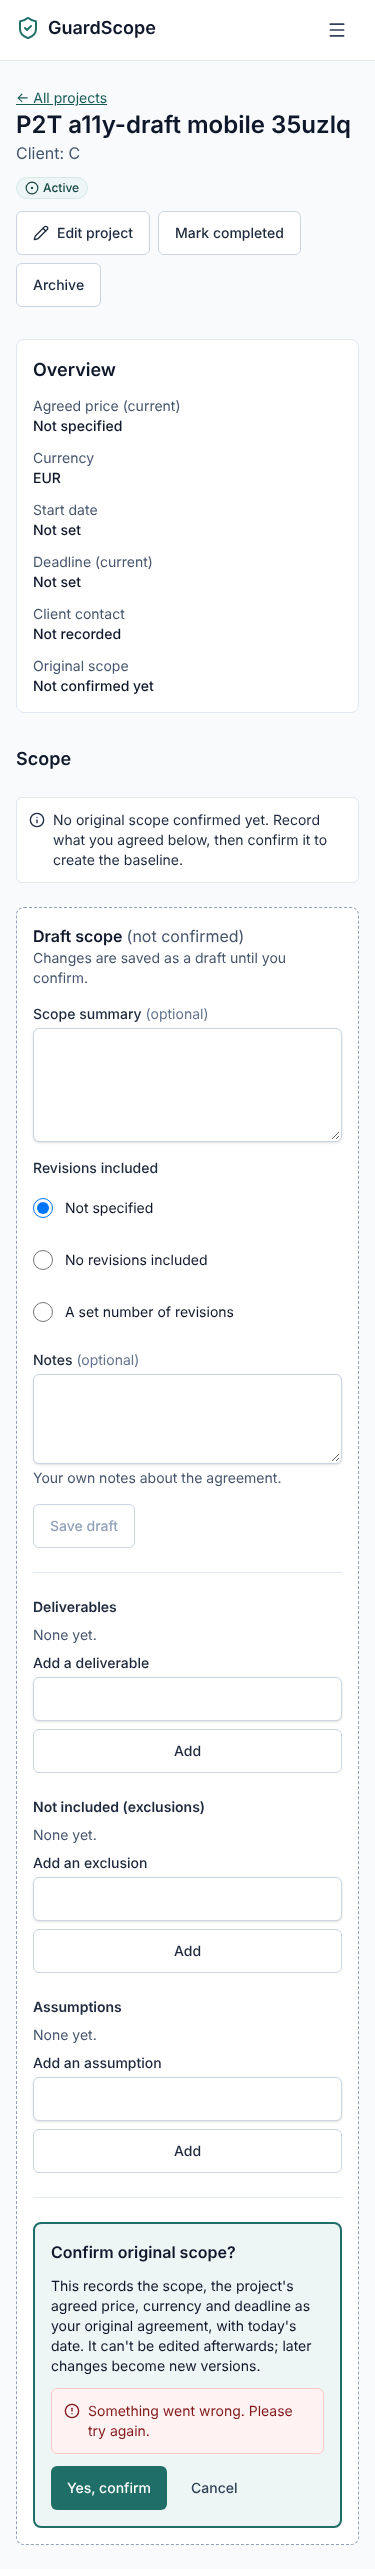 GuardScope
← All projects
P2T a11y-draft mobile 35uzlq
Client: C
Active
Edit project
Mark completed
Archive
Overview
Agreed price (current)
Not specified
Currency
EUR
Start date
Not set
Deadline (current)
Not set
Client contact
Not recorded
Original scope
Not confirmed yet
Scope
No original scope confirmed yet. Record
what you agreed below, then confirm it to
create the baseline.
Draft scope (not confirmed)
Changes are saved as a draft until you
confirm.
Scope summary (optional)
Revisions included
Not specified
No revisions included
A set number of revisions
Notes (optional)
Your own notes about the agreement.
Save draft
Deliverables
None yet.
Add a deliverable
Add
Not included (exclusions)
None yet.
Add an exclusion
Add
Assumptions
None yet.
Add an assumption
Add
Confirm original scope?
This records the scope, the project's
agreed price, currency and deadline as
your original agreement, with today's
date. It can't be edited afterwards; later
changes become new versions.
Something went wrong. Please
try again.
Yes, confirm
Cancel